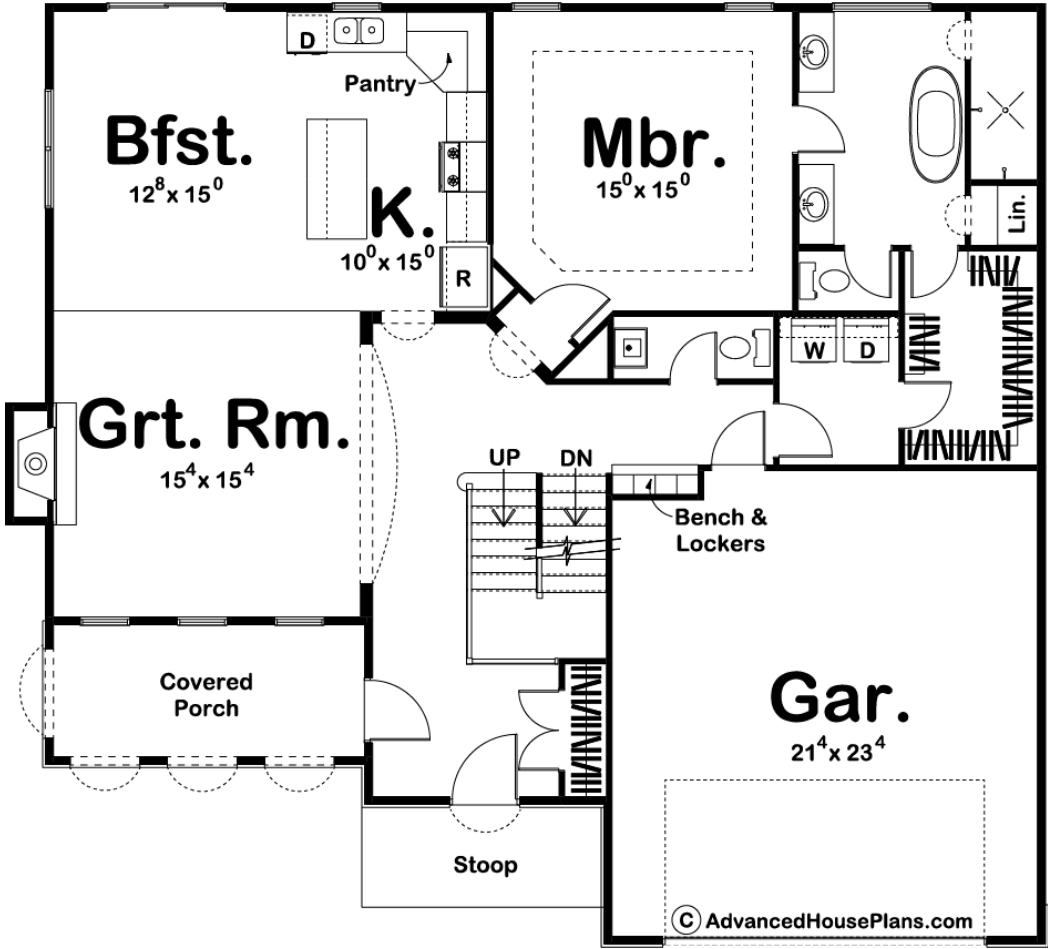 D
Pantry
Bfst.
12⁸ x 15⁰
K.
10⁰ x 15⁰
R
Mbr.
15⁰ x 15⁰
Lin.
W
D
Grt. Rm.
15⁴ x 15⁴
UP
DN
Bench &
Lockers
Covered
Porch
Gar.
21⁴ x 23⁴
Stoop
© AdvancedHousePlans.com